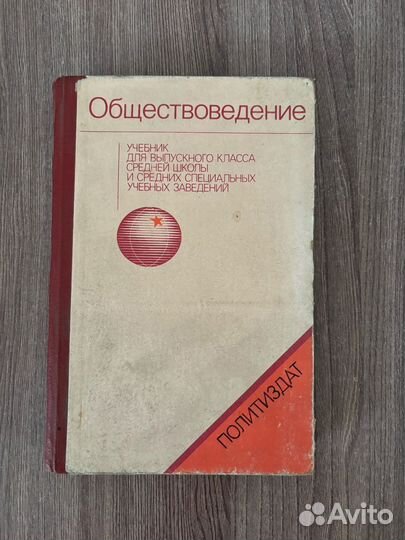 Обществоведение
УЧЕБНИК
ДЛЯ ВЫПУСКНОГО КЛАССА
СРЕДНЕЙ ШКОЛЫ
И СРЕДНИХ СПЕЦИАЛЬНЫХ
УЧЕБНЫХ ЗАВЕДЕНИЙ
ПОЛИТИЗДАТ
Avito